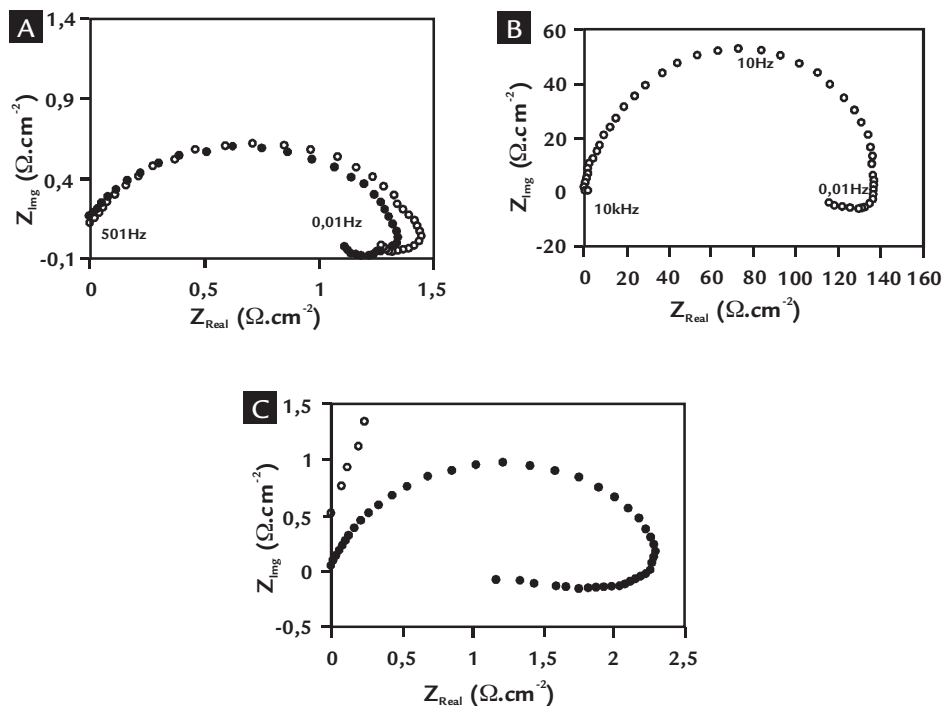 A
1,4
0,9
0,4
-0,1
Z_Img (Ω.cm^-2)
501Hz
0,01Hz
0 0,5 1 1,5
Z_Real (Ω.cm^-2)
B
60
40
20
0
-20
Z_Img (Ω.cm^-2)
10Hz
0,01Hz
10kHz
0 20 40 60 80 100 120 140 160
Z_Real (Ω.cm^-2)
C
1,5
1
0,5
0
-0,5
Z_Img (Ω.cm^-2)
0 0,5 1 1,5 2 2,5
Z_Real (Ω.cm^-2)